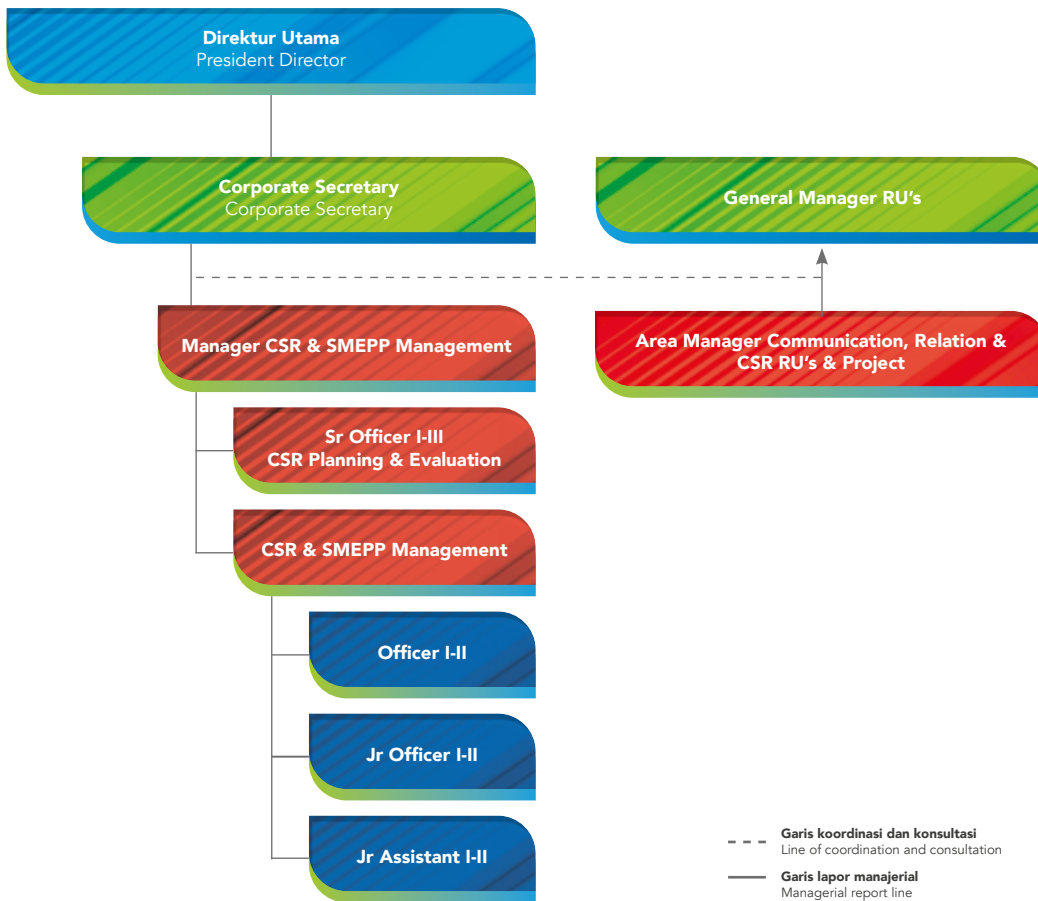 Direktur Utama
President Director
Corporate Secretary
Corporate Secretary
General Manager RU's
Manager CSR & SMEPP Management
Area Manager Communication, Relation &
CSR RU's & Project
Sr Officer I-III
CSR Planning & Evaluation
CSR & SMEPP Management
Officer I-II
Jr Officer I-II
Jr Assistant I-II
Garis koordinasi dan konsultasi
Line of coordination and consultation
Garis lapor manajerial
Managerial report line